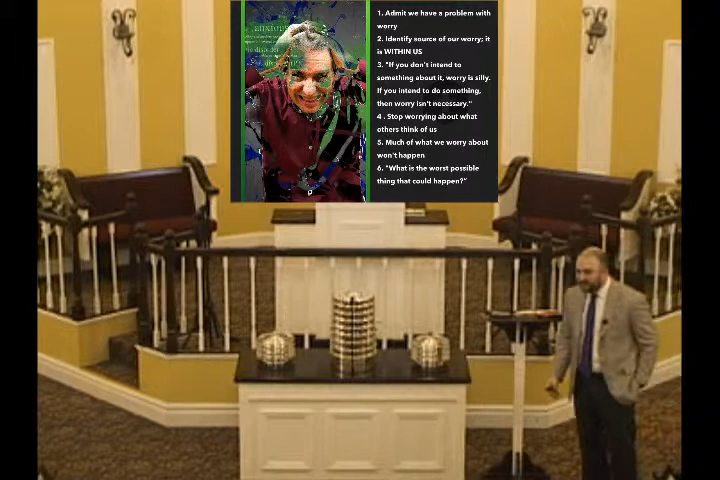 anxious
disorder
1. Admit we have a problem with
worry
2. Identify source of our worry; it
is WITHIN US
3. "If you don't intend to
something about it, worry is silly.
If you intend to do something,
then worry isn't necessary."
4 . Stop worrying about what
others think of us
5. Much of what we worry about
won't happen
6. "What is the worst possible
thing that could happen?"